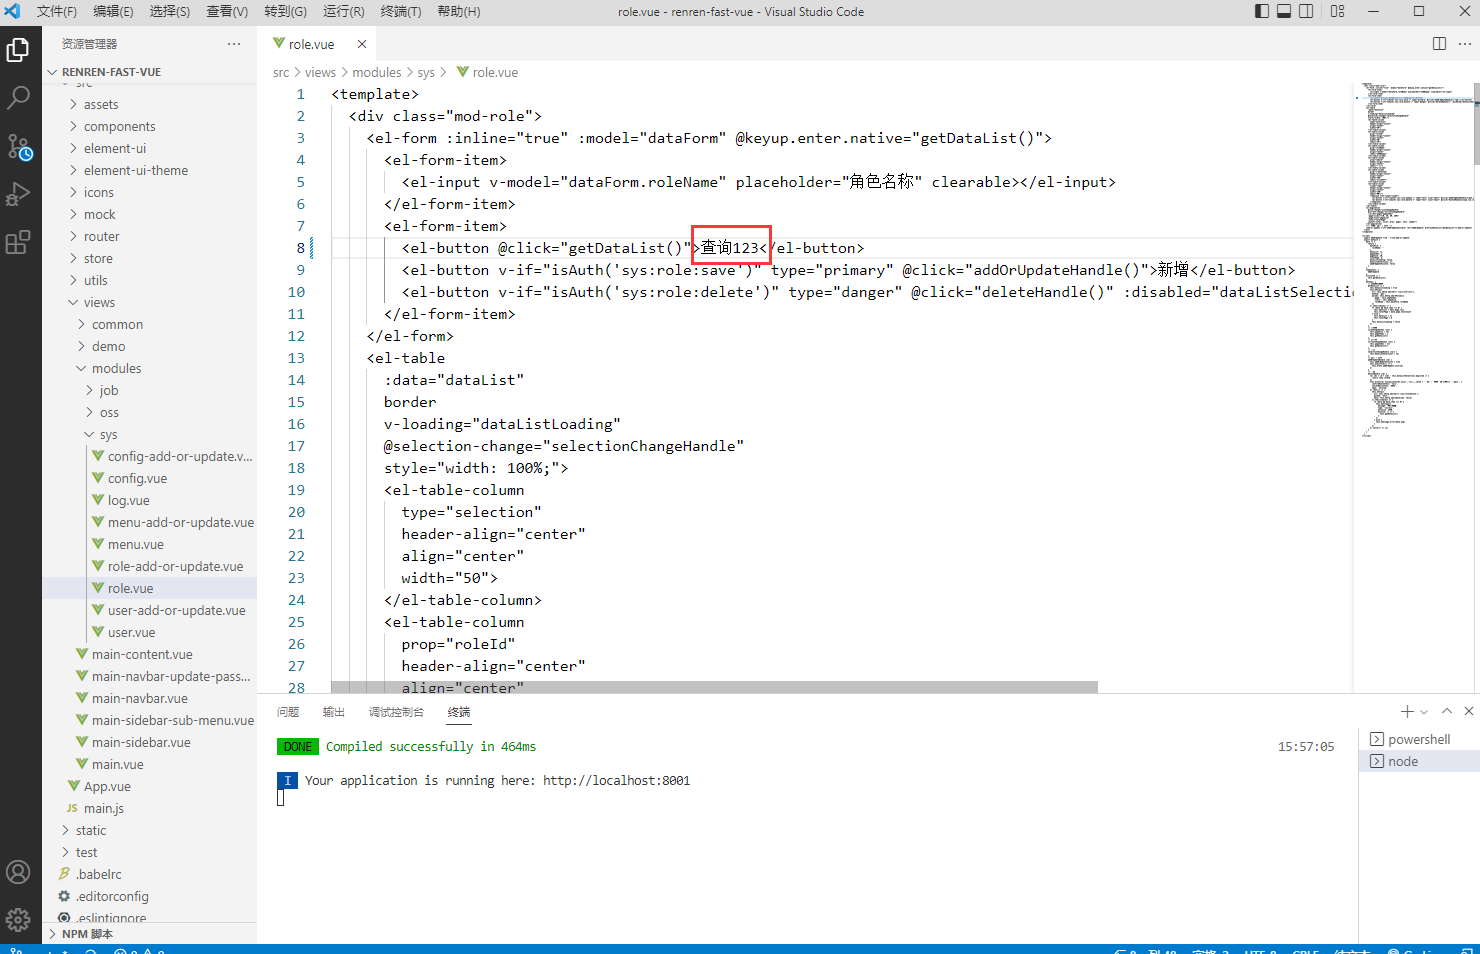 文件(F) 编辑(E) 选择(S) 查看(V) 转到(G) 运行(R) 终端(T) 帮助(H) role.vue - renren-fast-vue - Visual Studio Code
资源管理器
RENREN-FAST-VUE
src
assets
components
element-ui
element-ui-theme
icons
mock
router
store
utils
views
common
demo
modules
job
oss
sys
config-add-or-update.v...
config.vue
log.vue
menu-add-or-update.vue
menu.vue
role-add-or-update.vue
role.vue
user-add-or-update.vue
user.vue
main-content.vue
main-navbar-update-pass...
main-navbar.vue
main-sidebar-sub-menu.vue
main-sidebar.vue
main.vue
App.vue
JS main.js
static
test
.babelrc
.editorconfig
.eslintignore
NPM 脚本
role.vue
src > views > modules > sys > role.vue
1 <template>
2 <div class="mod-role">
3 <el-form :inline="true" :model="dataForm" @keyup.enter.native="getDataList()">
4 <el-form-item>
5 <el-input v-model="dataForm.roleName" placeholder="角色名称" clearable></el-input>
6 </el-form-item>
7 <el-form-item>
8 <el-button @click="getDataList()">查询123</el-button>
9 <el-button v-if="isAuth('sys:role:save')" type="primary" @click="addOrUpdateHandle()">新增</el-button>
10 <el-button v-if="isAuth('sys:role:delete')" type="danger" @click="deleteHandle()" :disabled="dataListSelectio
11 </el-form-item>
12 </el-form>
13 <el-table
14 :data="dataList"
15 border
16 v-loading="dataListLoading"
17 @selection-change="selectionChangeHandle"
18 style="width: 100%;">
19 <el-table-column
20 type="selection"
21 header-align="center"
22 align="center"
23 width="50">
24 </el-table-column>
25 <el-table-column
26 prop="roleId"
27 header-align="center"
28 align="center"
问题 输出 调试控制台 终端
DONE Compiled successfully in 464ms 15:57:05
I Your application is running here: http://localhost:8001
powershell
node